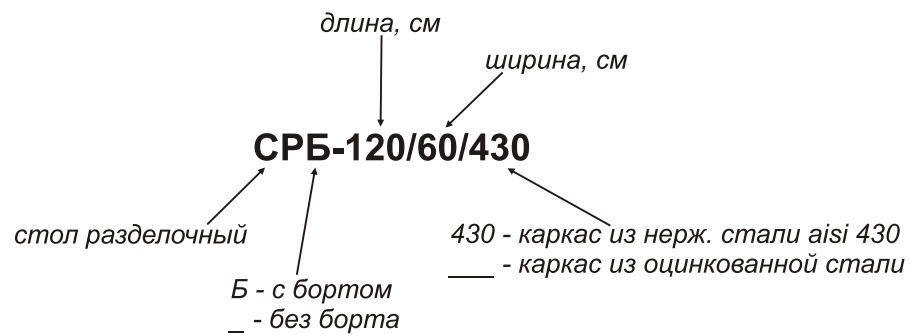 длина, см
ширина, см
СРБ-120/60/430
стол разделочный
430 - каркас из нерж. стали aisi 430
___ - каркас из оцинкованной стали
Б - с бортом
_ - без борта